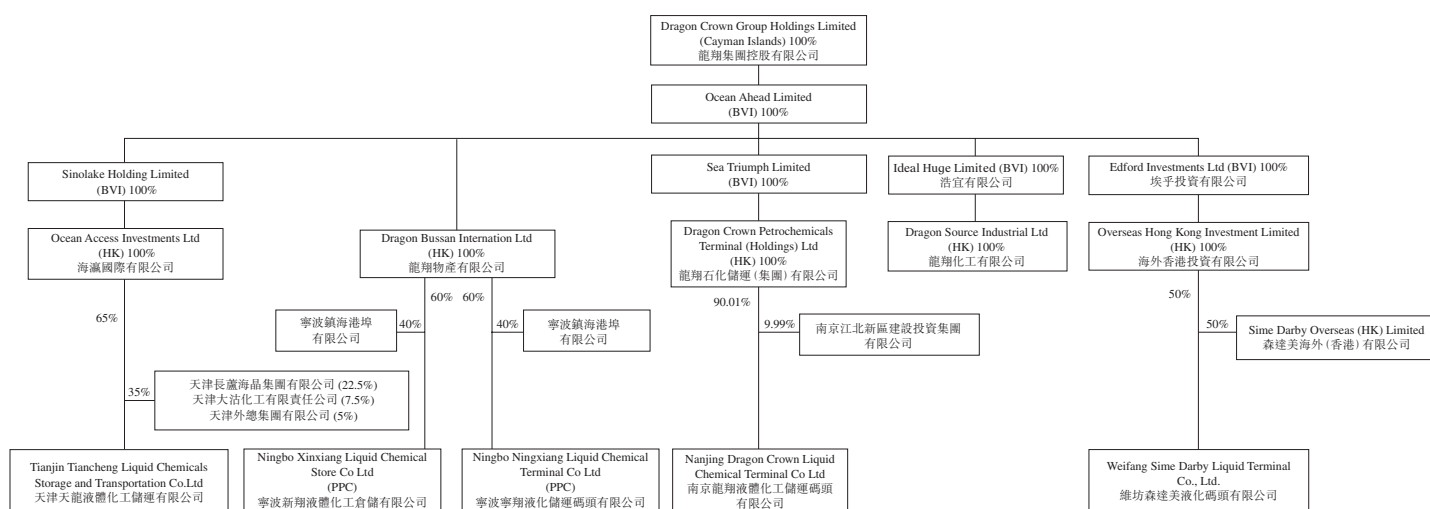 Dragon Crown Group Holdings Limited
(Cayman Islands) 100%
龍翔集團控股有限公司
Ocean Ahead Limited
(BVI) 100%
Sinolake Holding Limited
(BVI) 100%
Sea Triumph Limited
(BVI) 100%
Ideal Huge Limited (BVI) 100%
浩宜有限公司
Edford Investments Ltd (BVI) 100%
埃乎投資有限公司
Ocean Access Investments Ltd
(HK) 100%
海瀛國際有限公司
Dragon Bussan Internation Ltd
(HK) 100%
龍翔物產有限公司
Dragon Crown Petrochemicals
Terminal (Holdings) Ltd
(HK) 100%
龍翔石化儲運（集團）有限公司
Dragon Source Industrial Ltd
(HK) 100%
龍翔化工有限公司
Overseas Hong Kong Investment Limited
(HK) 100%
海外香港投資有限公司
65%
60% 60%
90.01%
50%
寧波鎮海港埠
有限公司
40%
40%
寧波鎮海港埠
有限公司
9.99%
南京江北新區建設投資集團
有限公司
50%
Sime Darby Overseas (HK) Limited
森達美海外（香港）有限公司
35%
天津長蘆海晶集團有限公司 (22.5%)
天津大沽化工有限責任公司 (7.5%)
天津外總集團有限公司 (5%)
Tianjin Tiancheng Liquid Chemicals
Storage and Transportation Co.Ltd
天津天龍液體化工儲運有限公司
Ningbo Xinxiang Liquid Chemical
Store Co Ltd
(PPC)
寧波新翔液體化工倉儲有限公司
Ningbo Ningxiang Liquid Chemical
Terminal Co Ltd
(PPC)
寧波寧翔液化儲運碼頭有限公司
Nanjing Dragon Crown Liquid
Chemical Terminal Co Ltd
南京龍翔液體化工儲運碼頭
有限公司
Weifang Sime Darby Liquid Terminal
Co., Ltd.
維坊森達美液化碼頭有限公司